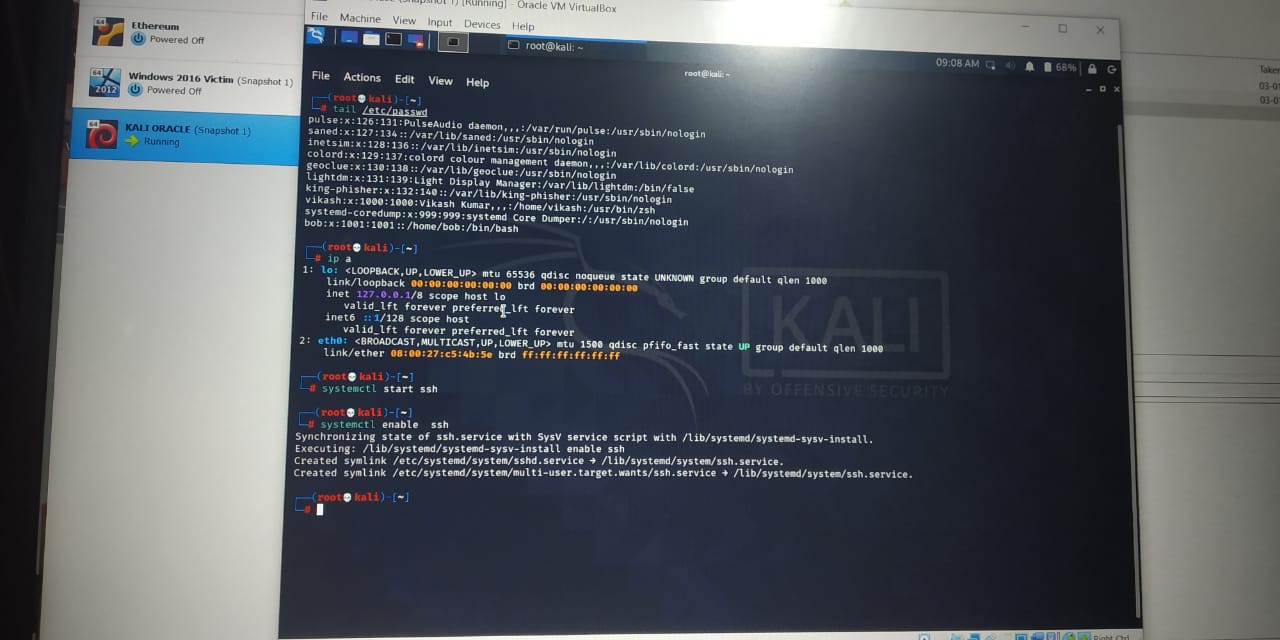 (Snapshot 1) [Running] - Oracle VM VirtualBox
File Machine View Input Devices Help
Ethereum
Powered Off
64
2012
Windows 2016 Victim (Snapshot 1)
Powered Off
64
KALI ORACLE (Snapshot 1)
Running
Taken
03-01
03-0
root@kali: ~
09:08 AM
68%
root@kali: ~
File Actions Edit View Help
(root💀kali)-[~]
# tail /etc/passwd
pulse:x:126:131:PulseAudio daemon,,,:/var/run/pulse:/usr/sbin/nologin
saned:x:127:134::/var/lib/saned:/usr/sbin/nologin
inetsim:x:128:136::/var/lib/inetsim:/usr/sbin/nologin
colord:x:129:137:colord colour management daemon,,,:/var/lib/colord:/usr/sbin/nologin
geoclue:x:130:138::/var/lib/geoclue:/usr/sbin/nologin
lightdm:x:131:139:Light Display Manager:/var/lib/lightdm:/bin/false
king-phisher:x:132:140::/var/lib/king-phisher:/usr/sbin/nologin
vikash:x:1000:1000:Vikash Kumar,,,:/home/vikash:/usr/bin/zsh
systemd-coredump:x:999:999:systemd Core Dumper:/:/usr/sbin/nologin
bob:x:1001:1001::/home/bob:/bin/bash
(root💀kali)-[~]
# ip a
1: lo: <LOOPBACK,UP,LOWER_UP> mtu 65536 qdisc noqueue state UNKNOWN group default qlen 1000
link/loopback 00:00:00:00:00:00 brd 00:00:00:00:00:00
inet 127.0.0.1/8 scope host lo
valid_lft forever preferred_lft forever
inet6 ::1/128 scope host
valid_lft forever preferred_lft forever
2: eth0: <BROADCAST,MULTICAST,UP,LOWER_UP> mtu 1500 qdisc pfifo_fast state UP group default qlen 1000
link/ether 08:00:27:c5:4b:5e brd ff:ff:ff:ff:ff:ff
(root💀kali)-[~]
# systemctl start ssh
(root💀kali)-[~]
# systemctl enable  ssh
Synchronizing state of ssh.service with SysV service script with /lib/systemd/systemd-sysv-install.
Executing: /lib/systemd/systemd-sysv-install enable ssh
Created symlink /etc/systemd/system/sshd.service → /lib/systemd/system/ssh.service.
Created symlink /etc/systemd/system/multi-user.target.wants/ssh.service → /lib/systemd/system/ssh.service.
(root💀kali)-[~]
#
KALI
BY OFFENSIVE SECURITY
Right Ctrl